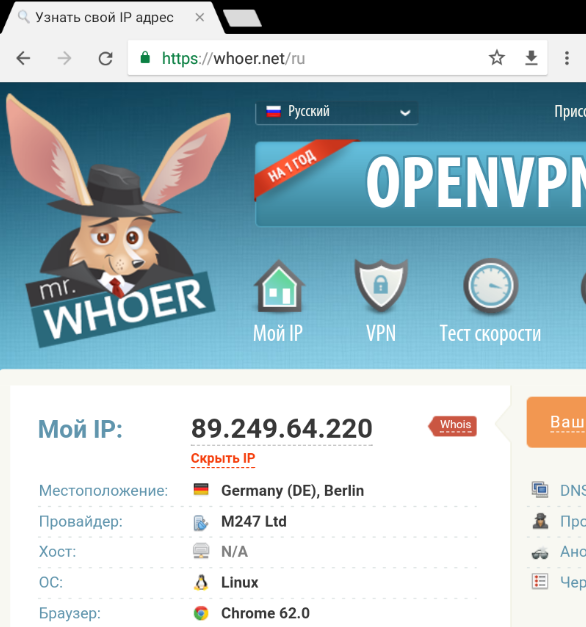 Узнать свой IP адрес
https://whoer.net/ru
Русский
НА 1 ГОД
OPENVPN
mr.
WHOER
Мой IP
VPN
Тест скорости
Мой IP:
89.249.64.220
Whois
Скрыть IP
Ваш
Местоположение:
Germany (DE), Berlin
DNS
Провайдер:
M247 Ltd
Про
Хост:
N/A
Ано
ОС:
Linux
Чер
Браузер:
Chrome 62.0